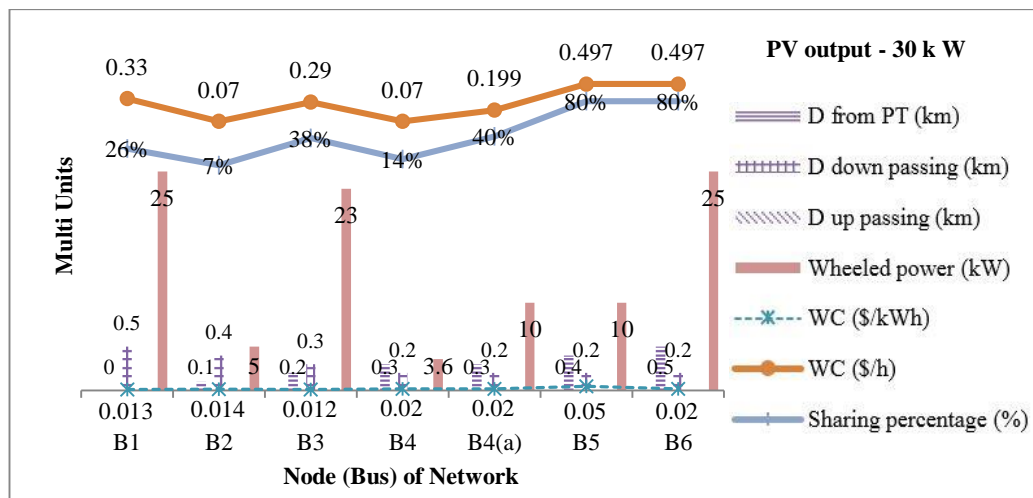 PV output - 30 k W
0.33 0.07 0.29 0.07 0.199 0.497 0.497
26% 7% 38% 14% 40% 80% 80%
25 5 23 3.6 10 10 25
0.5 0.4 0.3 0.2 0.2 0.2 0.2
0 0.1 0.2 0.3 0.3 0.4 0.5
0.013 0.014 0.012 0.02 0.02 0.05 0.02
B1 B2 B3 B4 B4(a) B5 B6
Node (Bus) of Network
Multi Units
D from PT (km)
D down passing (km)
D up passing (km)
Wheeled power (kW)
WC ($/kWh)
WC ($/h)
Sharing percentage (%)